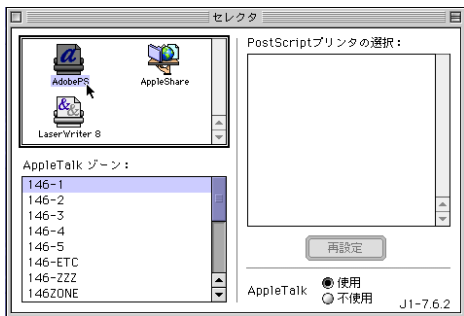 セレクタ
AdobePS
AppleShare
LaserWriter 8
AppleTalk ゾーン：
146-1
146-2
146-3
146-4
146-5
146-ETC
146-ZZZ
146ZONE
PostScriptプリンタの選択：
再設定
AppleTalk
使用
不使用
J1-7.6.2